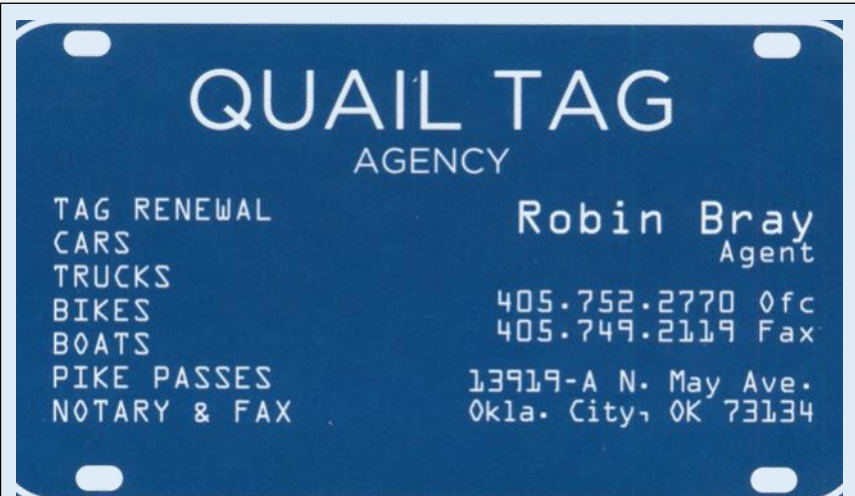 QUAIL TAG
AGENCY
TAG RENEWAL
CARS
TRUCKS
BIKES
BOATS
PIKE PASSES
NOTARY & FAX
Robin Bray
Agent
405.752.2770 Ofc
405.749.2119 Fax
13919-A N. May Ave.
Okla. City, OK 73134